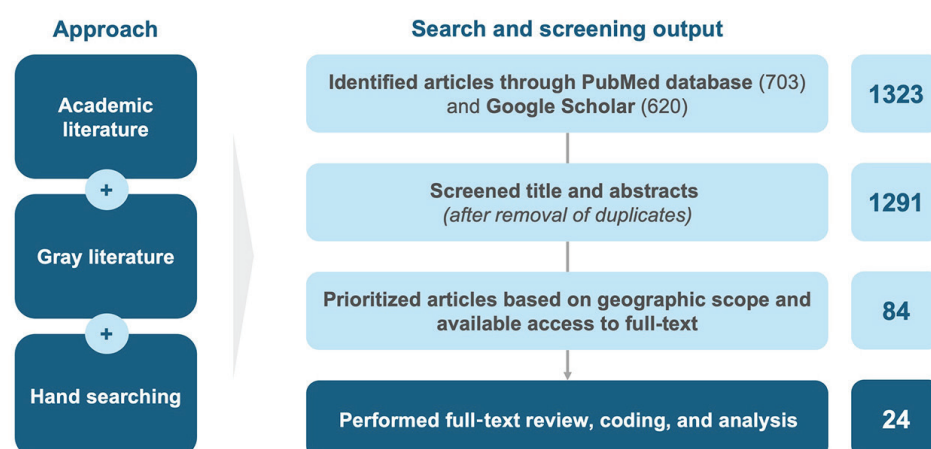 Approach
Search and screening output
Academic
literature
+
Gray literature
+
Hand searching
Identified articles through PubMed database (703)
and Google Scholar (620)
1323
Screened title and abstracts
(after removal of duplicates)
1291
Prioritized articles based on geographic scope and
available access to full-text
84
Performed full-text review, coding, and analysis
24